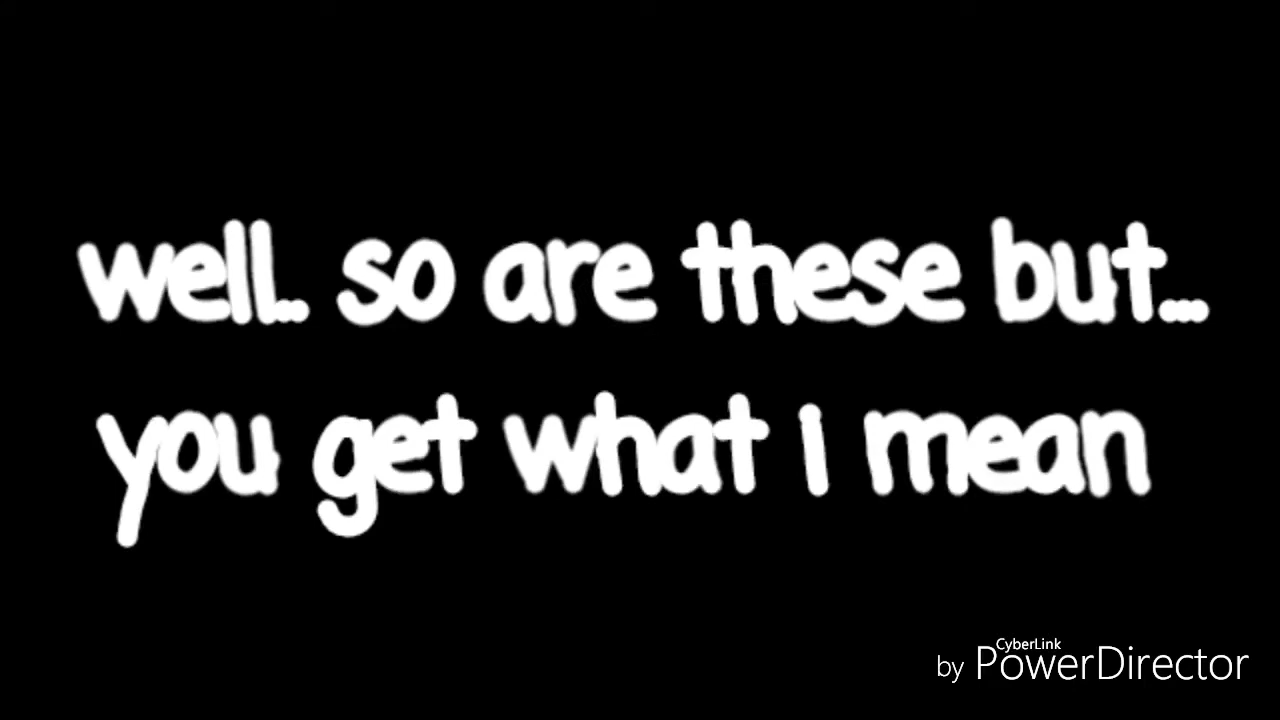 well.. so are these but...
you get what i mean
CyberLink
by PowerDirector